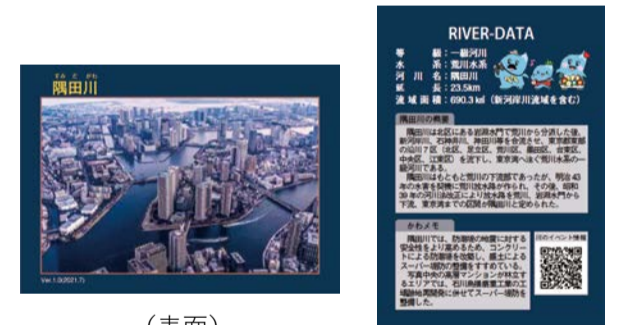 すみだがわ
隅田川
Ver.1.0(2021.7)
(表面)
RIVER-DATA
等級：一級河川
水系：荒川水系
河川名：隅田川
延長：23.5km
流域面積：690.3㎢（新河岸川流域を含む）
隅田川の概要
隅田川は北区にある岩淵水門で荒川から分派した後、
新河岸川、石神井川、神田川等を合流させ、東京都東部
の沿川7区（北区、足立区、荒川区、墨田区、台東区、
中央区、江東区）を流下し、東京湾へ注ぐ荒川水系の一
級河川である。
隅田川はもともと荒川の下流部であったが、明治43
年の水害を契機に荒川放水路が作られ、その後、昭和
39年の河川法改正により放水路を荒川、岩淵水門から
下流、東京湾までの区間が隅田川と定められた。
かわメモ
隅田川では、防潮堤の地震に対する
安全性をより高めるため、コンクリー
トによる防潮堤を改築し、盛土による
スーパー堤防の整備をすすめている。
写真中央の高層マンションが林立す
るエリアでは、石川島播磨重工業の工
場跡地再開発に併せてスーパー堤防を
整備した。
川のイベント情報